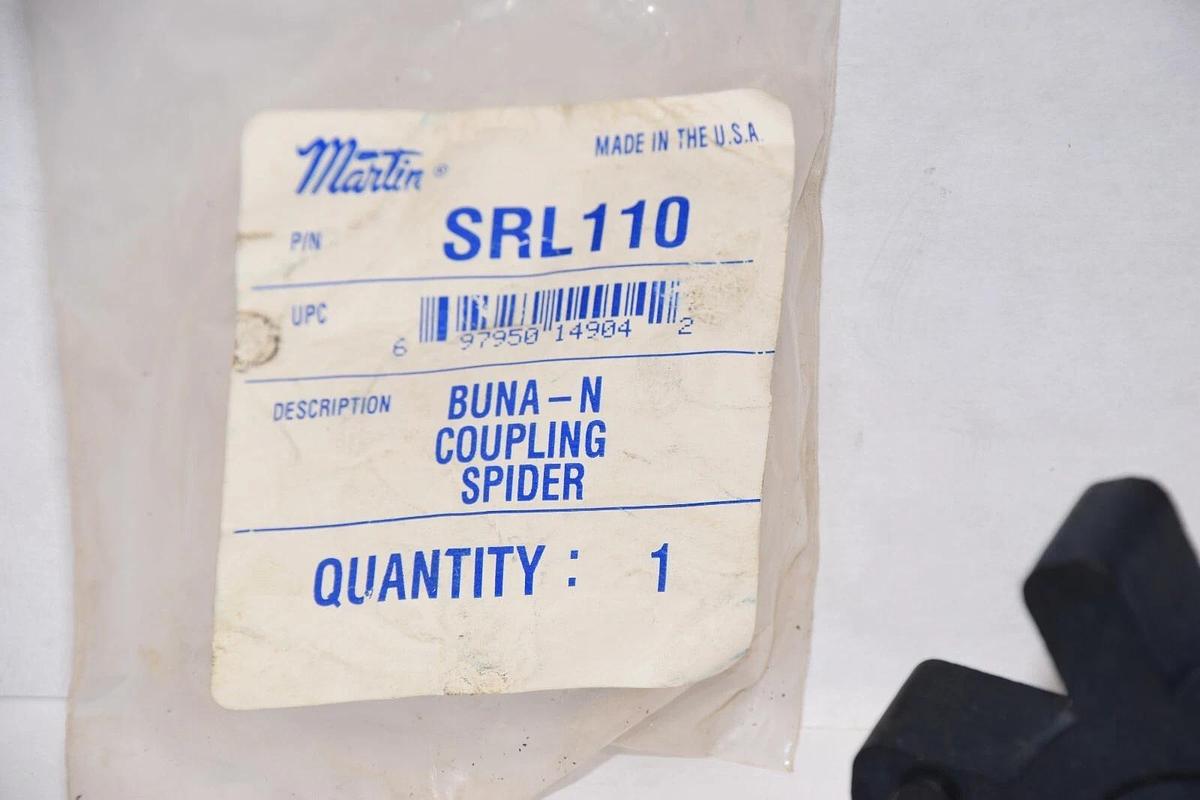 Martin®
MADE IN THE U.S.A.
P/N SRL110
UPC
6 97950 14904 2
DESCRIPTION BUNA-N
COUPLING
SPIDER
QUANTITY: 1